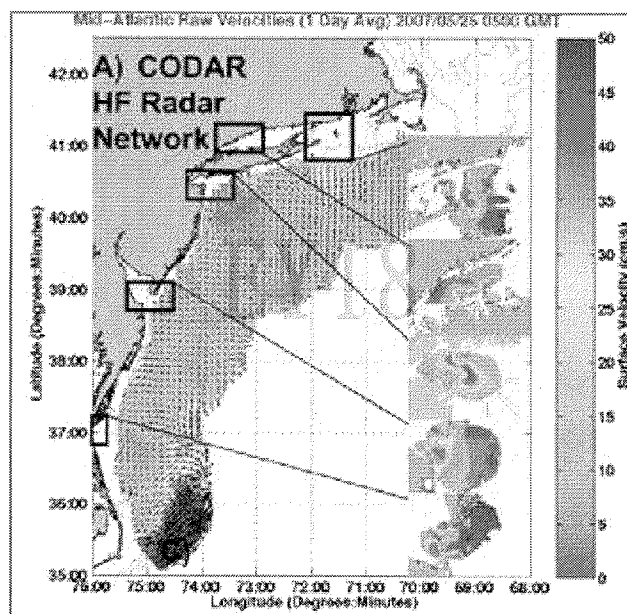 Mid-Atlantic Raw Velocities (1 Day Avg) 2007/05/25 0500 GMT
A) CODAR
HF Radar
Network
42:00
41:00
40:00
39:00
38:00
37:00
36:00
35:00
Latitude (Degrees:Minutes)
76:00 75:00 74:00 73:00 72:00 71:00 70:00 69:00 68:00
Longitude (Degrees:Minutes)
50
45
40
35
30
25
20
15
10
5
0
Surface Velocity (cm/s)
FY18